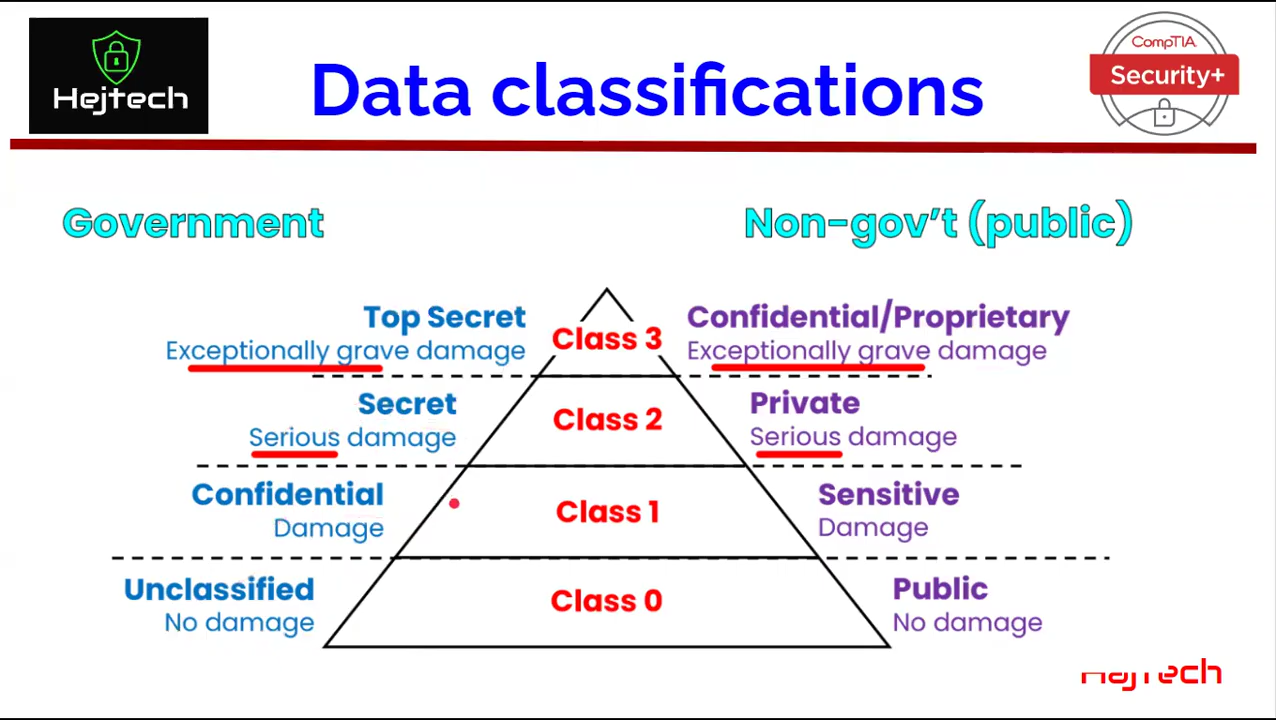 Hejtech
Data classifications
CompTIA
Security+
Government
Non-gov't (public)
Top Secret
Exceptionally grave damage
Class 3
Confidential/Proprietary
Exceptionally grave damage
Secret
Serious damage
Class 2
Private
Serious damage
Confidential
Damage
Class 1
Sensitive
Damage
Unclassified
No damage
Class 0
Public
No damage
HejTech